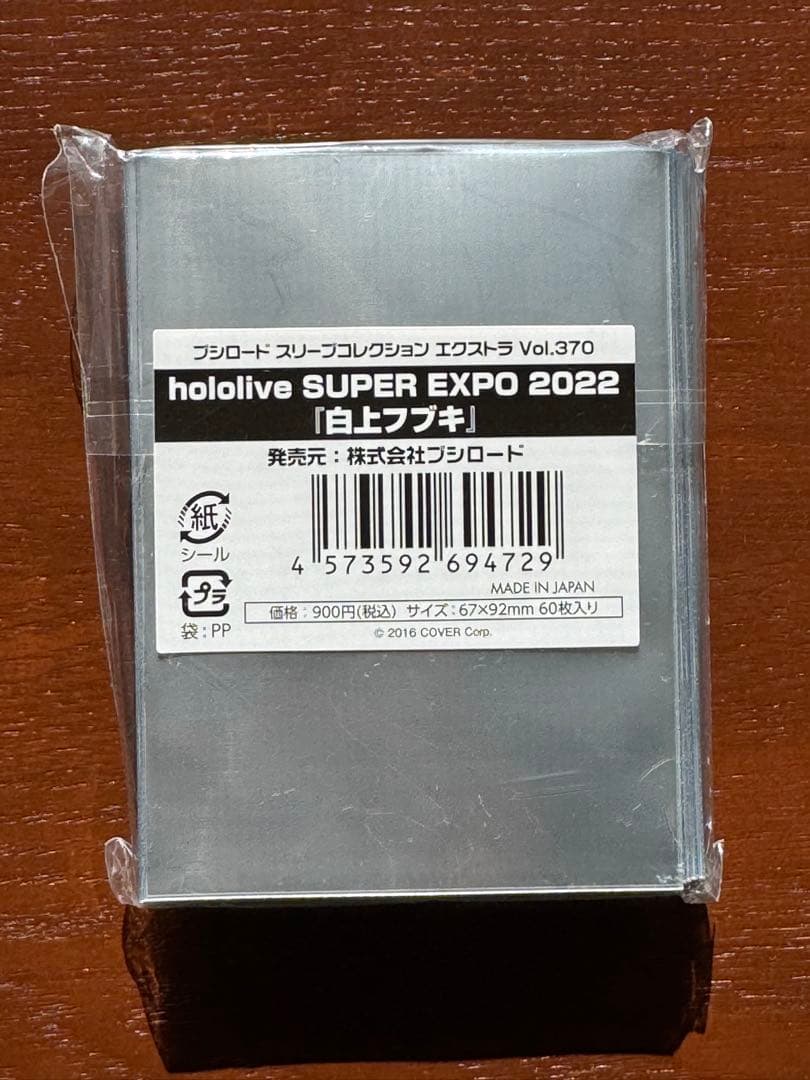 ブシロード スリーブコレクション エクストラ Vol.370
hololive SUPER EXPO 2022
『白上フブキ』
発売元：株式会社ブシロード
紙
シール
プラ
袋：PP
4 573592 694729
MADE IN JAPAN
価格：900円(税込) サイズ：67×92mm 60枚入り
© 2016 COVER Corp.